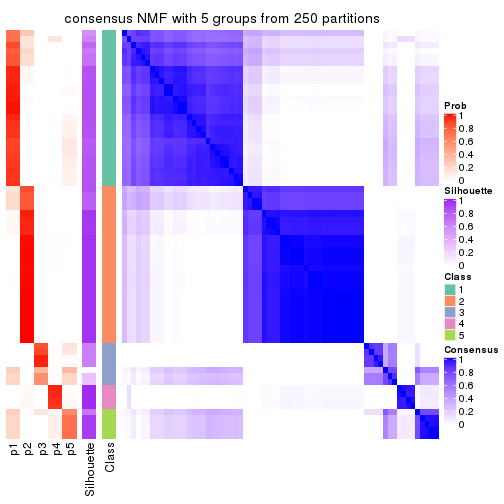 consensus NMF with 5 groups from 250 partitions
Prob
1
0.8
0.6
0.4
0.2
0
Silhouette
1
0.8
0.6
0.4
0.2
0
Class
1
2
3
4
5
Consensus
1
0.8
0.6
0.4
0.2
0
p1
p2
p3
p4
p5
Silhouette
Class